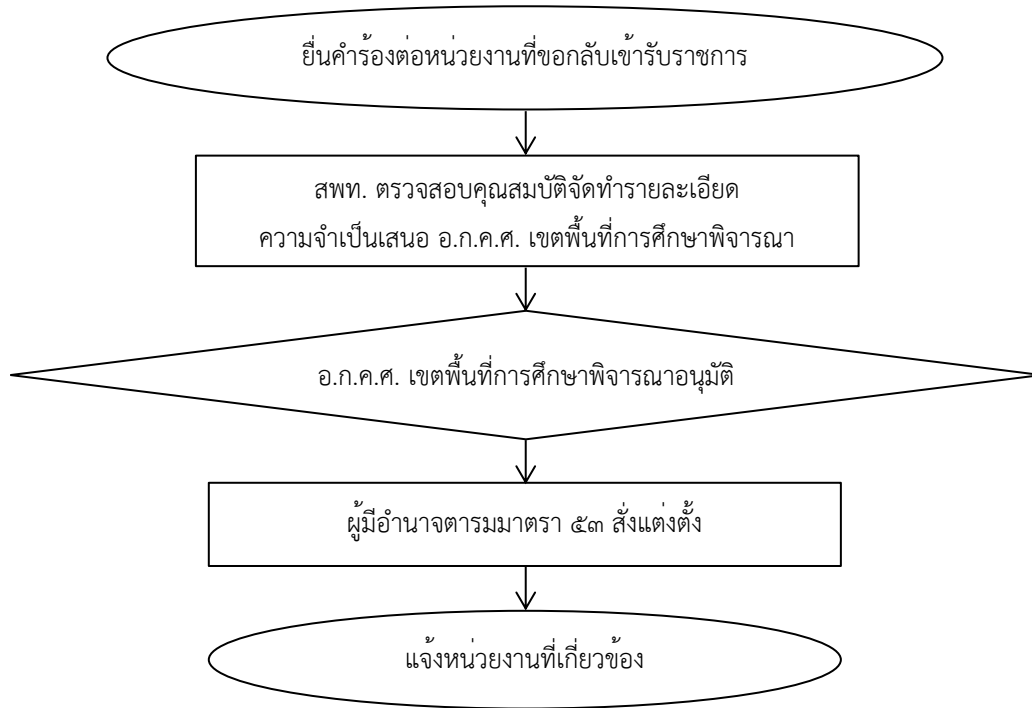 ยื่นคำร้องต่อหน่วยงานที่ขอกลับเข้ารับราชการ
สพท. ตรวจสอบคุณสมบัติจัดทำรายละเอียด
ความจำเป็นเสนอ อ.ก.ค.ศ. เขตพื้นที่การศึกษาพิจารณา
อ.ก.ค.ศ. เขตพื้นที่การศึกษาพิจารณาอนุมัติ
ผู้มีอำนาจตารมมาตรา ๕๓ สั่งแต่งตั้ง
แจ้งหน่วยงานที่เกี่ยวข้อง